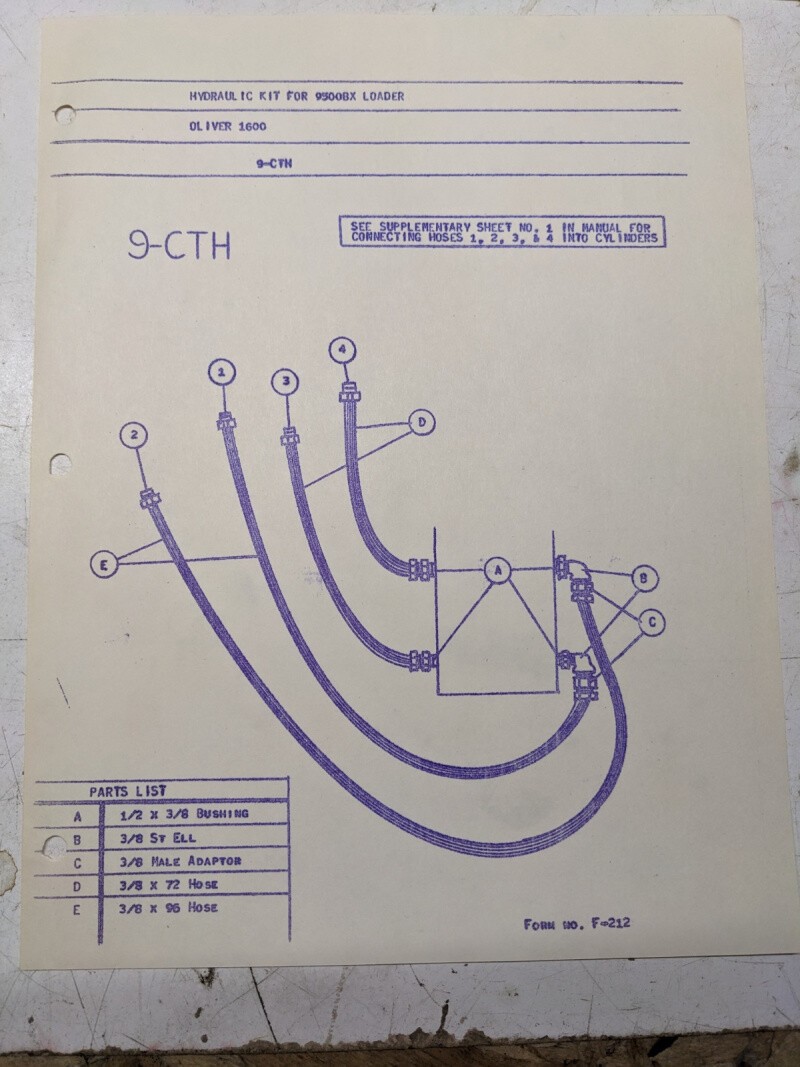 HYDRAULIC KIT FOR 9500BX LOADER
OLIVER 1600
9-CTH
9-CTH
SEE SUPPLEMENTARY SHEET NO. 1 IN MANUAL FOR
CONNECTING HOSES 1, 2, 3, & 4 INTO CYLINDERS
4
1
3
D
2
E
A
B
C
PARTS LIST
A 1/2 X 3/8 BUSHING
B 3/8 ST ELL
C 3/8 MALE ADAPTOR
D 3/8 X 72 HOSE
E 3/8 X 96 HOSE
FORM NO. F-212